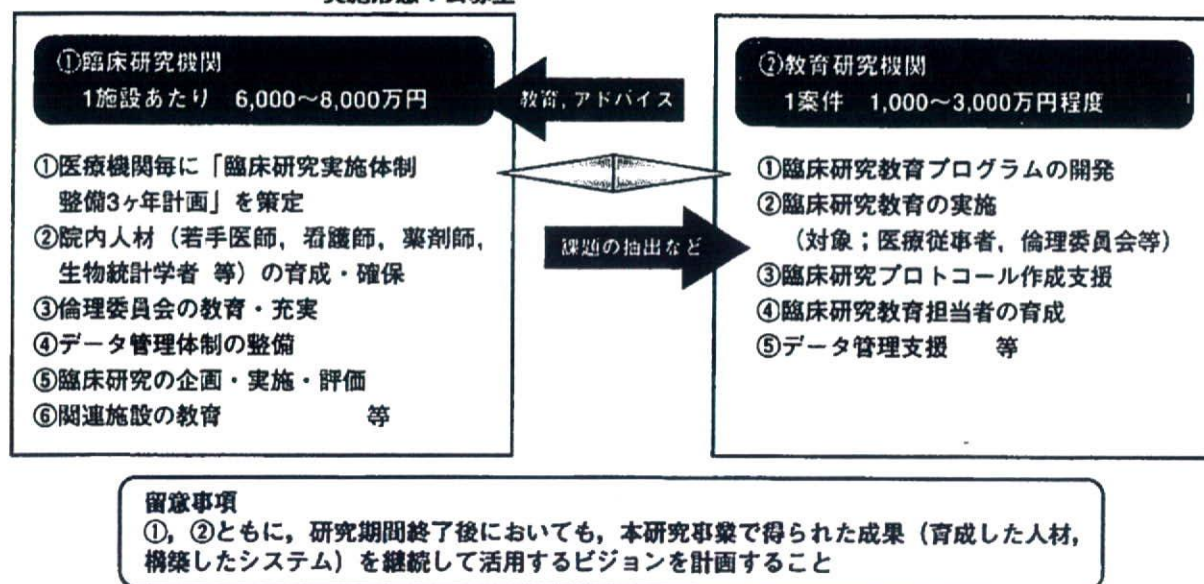 ①臨床研究機関
1施設あたり 6,000〜8,000万円
①医療機関毎に「臨床研究実施体制
整備3ヶ年計画」を策定
②院内人材(若手医師，看護師，薬剤師，
生物統計学者 等)の育成・確保
③倫理委員会の教育・充実
④データ管理体制の整備
⑤臨床研究の企画・実施・評価
⑥関連施設の教育 等
教育，アドバイス
課題の抽出など
②教育研究機関
1案件 1,000〜3,000万円程度
①臨床研究教育プログラムの開発
②臨床研究教育の実施
(対象；医療従事者，倫理委員会等)
③臨床研究プロトコール作成支援
④臨床研究教育担当者の育成
⑤データ管理支援 等
留意事項
①，②ともに，研究期間終了後においても，本研究事業で得られた成果(育成した人材，
構築したシステム)を継続して活用するビジョンを計画すること